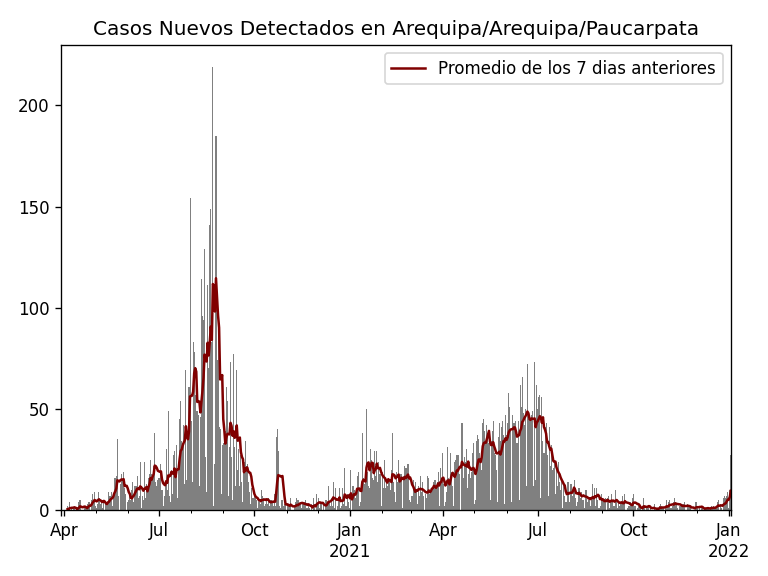 Casos Nuevos Detectados en Arequipa/Arequipa/Paucarpata
Promedio de los 7 dias anteriores
200
150
100
50
0
Apr Jul Oct Jan Apr Jul Oct Jan
2021 2022